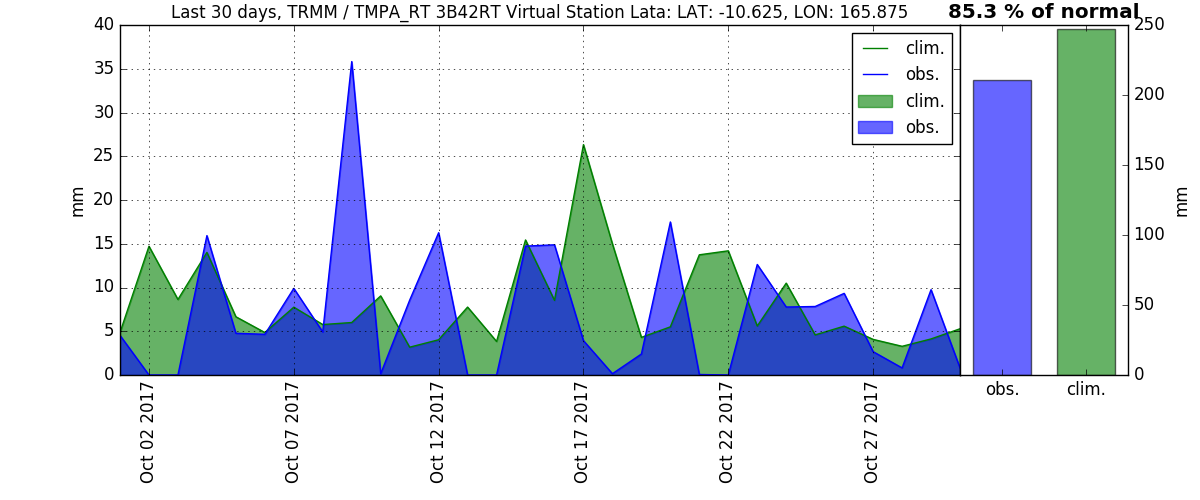 Last 30 days, TRMM / TMPA_RT 3B42RT Virtual Station Lata: LAT: -10.625, LON: 165.875
85.3 % of normal
40
35
30
25
20
15
10
5
0
mm
clim.
obs.
clim.
obs.
250
200
150
100
50
0
mm
obs.
clim.
Oct 02 2017
Oct 07 2017
Oct 12 2017
Oct 17 2017
Oct 22 2017
Oct 27 2017